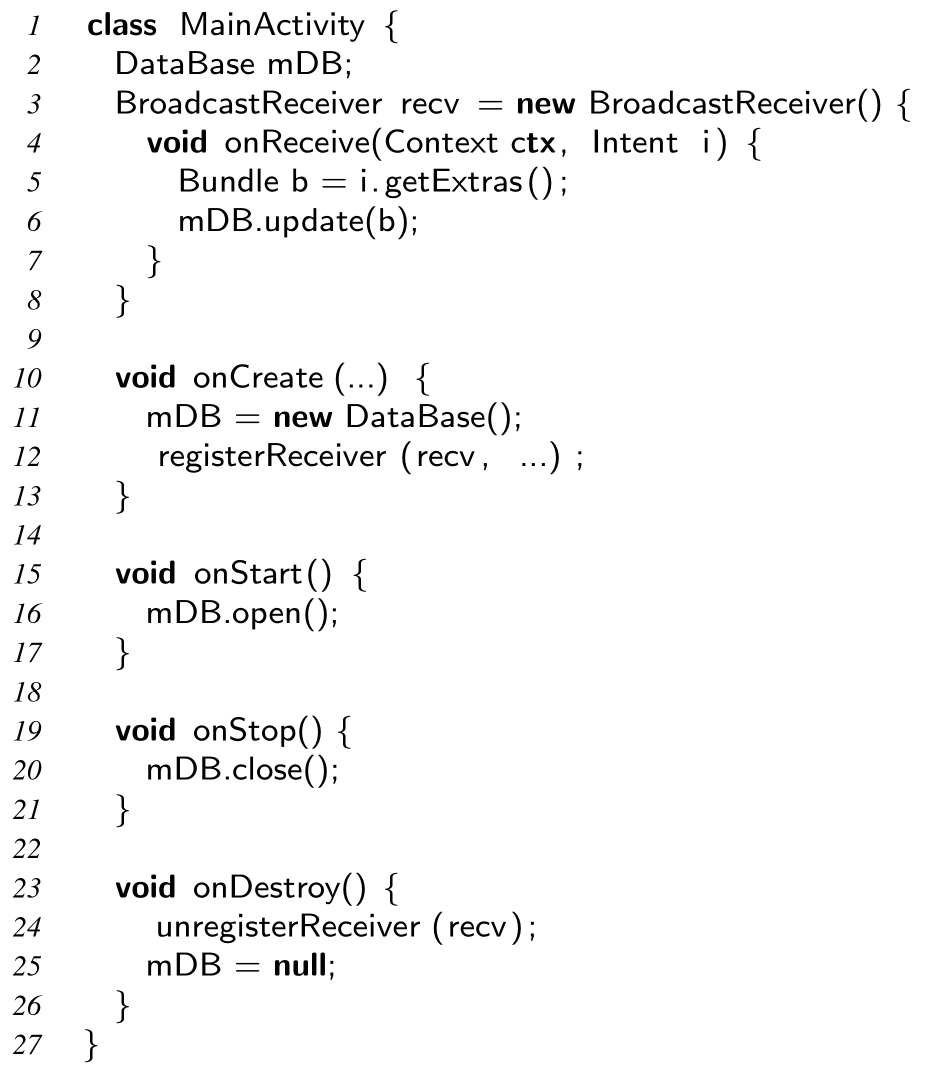 1 class MainActivity {
2 DataBase mDB;
3 BroadcastReceiver recv = new BroadcastReceiver() {
4 void onReceive(Context ctx, Intent i) {
5 Bundle b = i.getExtras();
6 mDB.update(b);
7 }
8 }
9
10 void onCreate (...) {
11 mDB = new DataBase();
12 registerReceiver (recv, ...) ;
13 }
14
15 void onStart() {
16 mDB.open();
17 }
18
19 void onStop() {
20 mDB.close();
21 }
22
23 void onDestroy() {
24 unregisterReceiver (recv);
25 mDB = null;
26 }
27 }